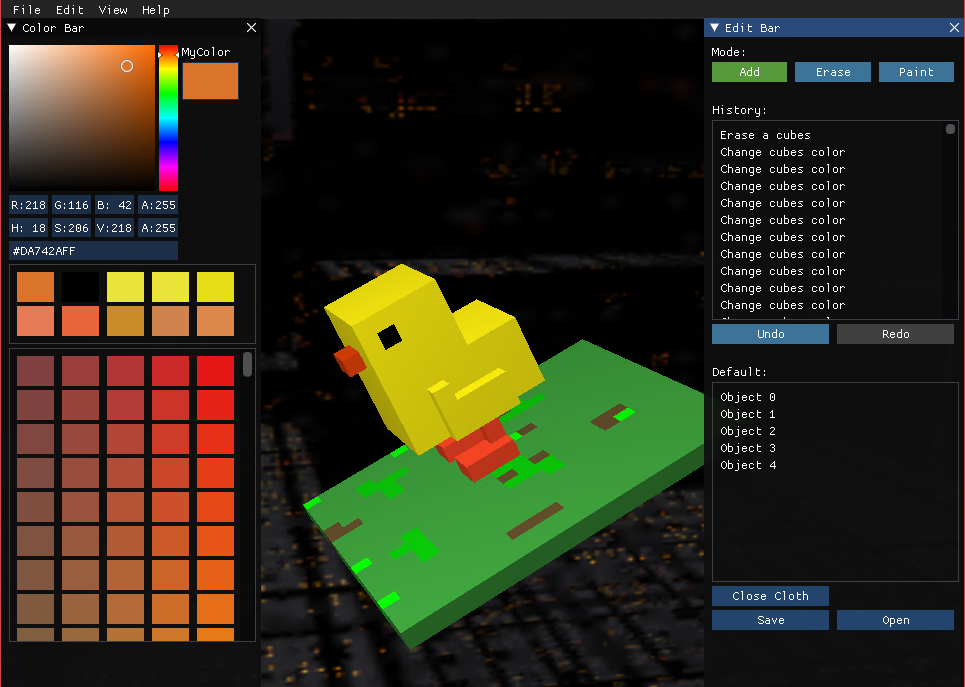 File Edit View Help
Color Bar
MyColor
R:218 G:116 B: 42 A:255
H: 18 S:206 V:218 A:255
#DA742AFF
Edit Bar
Mode:
Add Erase Paint
History:
Erase a cubes
Change cubes color
Change cubes color
Change cubes color
Change cubes color
Change cubes color
Change cubes color
Change cubes color
Change cubes color
Change cubes color
Change cubes color
Undo Redo
Default:
Object 0
Object 1
Object 2
Object 3
Object 4
Close Cloth
Save Open